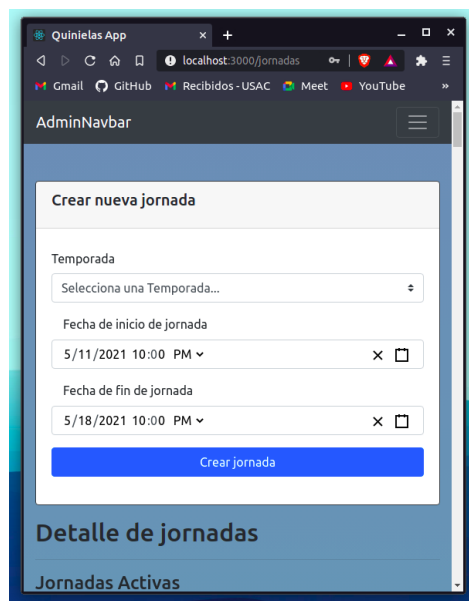 Quinielas App
localhost:3000/jornadas
Gmail GitHub Recibidos - USAC Meet YouTube »
AdminNavbar
Crear nueva jornada
Temporada
Selecciona una Temporada...
Fecha de inicio de jornada
5/11/2021 10:00 PM
Fecha de fin de jornada
5/18/2021 10:00 PM
Crear jornada
Detalle de jornadas
Jornadas Activas